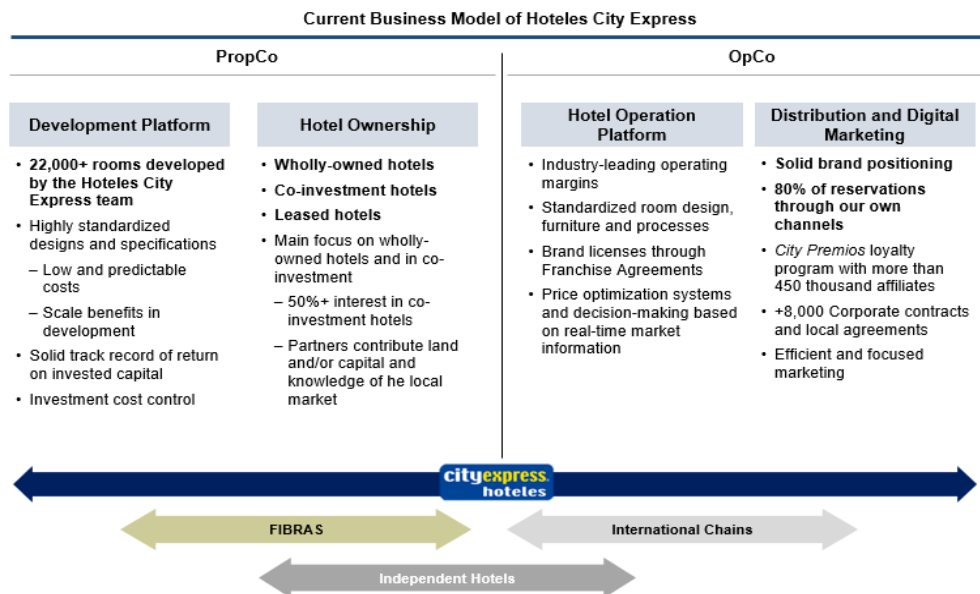 Current Business Model of Hoteles City Express
PropCo
OpCo
Development Platform
• 22,000+ rooms developed
by the Hoteles City
Express team
• Highly standardized
designs and specifications
– Low and predictable
costs
– Scale benefits in
development
• Solid track record of return
on invested capital
• Investment cost control
Hotel Ownership
• Wholly-owned hotels
• Co-investment hotels
• Leased hotels
• Main focus on wholly-
owned hotels and in co-
investment
– 50%+ interest in co-
investment hotels
– Partners contribute land
and/or capital and
knowledge of he local
market
Hotel Operation
Platform
• Industry-leading operating
margins
• Standardized room design,
furniture and processes
• Brand licenses through
Franchise Agreements
• Price optimization systems
and decision-making based
on real-time market
information
Distribution and Digital
Marketing
• Solid brand positioning
• 80% of reservations
through our own
channels
• City Premios loyalty
program with more than
450 thousand affiliates
• +8,000 Corporate contracts
and local agreements
• Efficient and focused
marketing
cityexpress.
hoteles
FIBRAS
International Chains
Independent Hotels